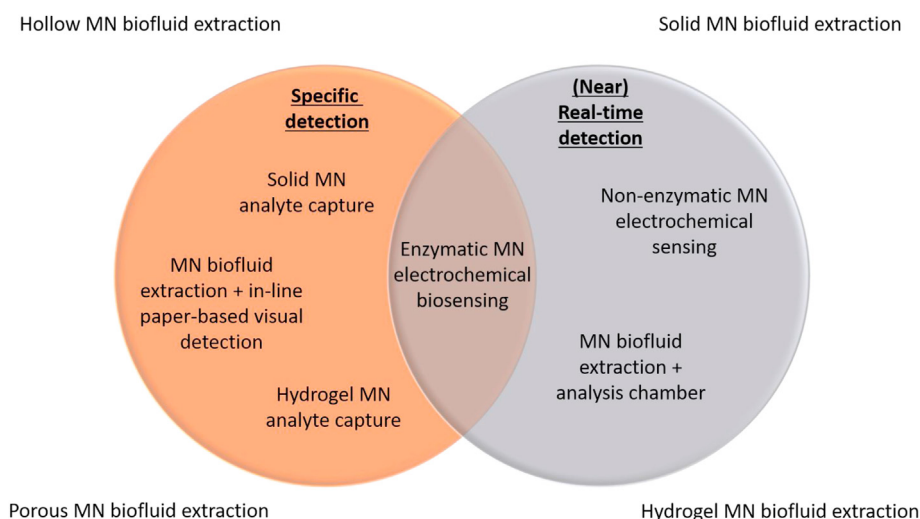 Hollow MN biofluid extraction
Solid MN biofluid extraction
Specific
detection
Solid MN
analyte capture
MN biofluid
extraction + in-line
paper-based visual
detection
Hydrogel MN
analyte capture
Enzymatic MN
electrochemical
biosensing
(Near)
Real-time
detection
Non-enzymatic MN
electrochemical
sensing
MN biofluid
extraction +
analysis chamber
Porous MN biofluid extraction
Hydrogel MN biofluid extraction